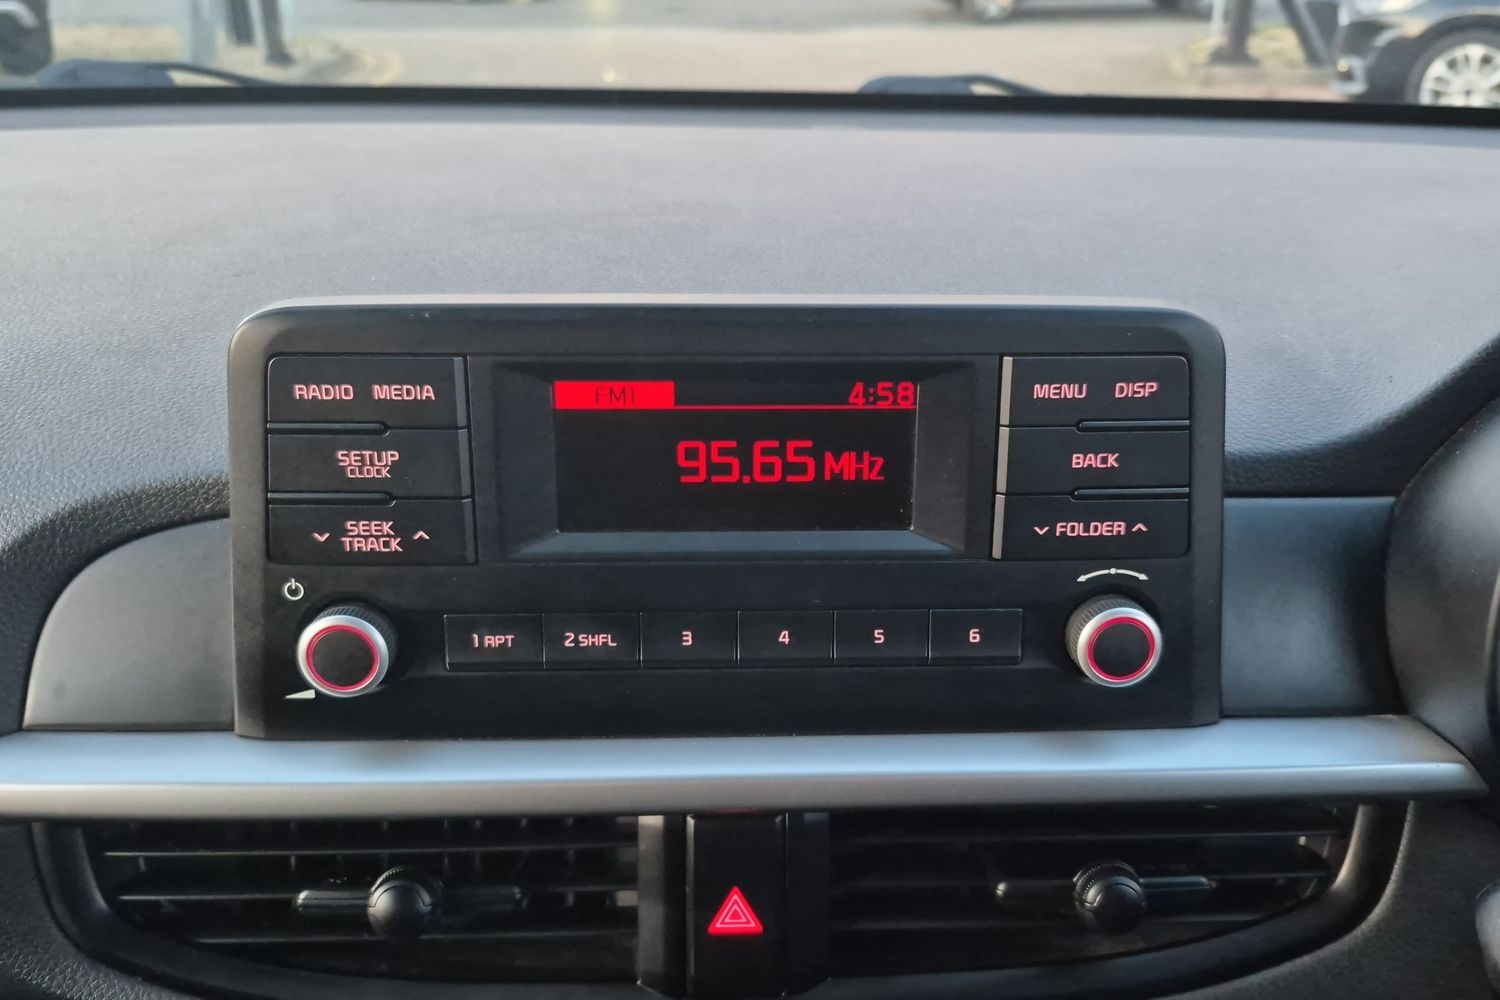 RADIO MEDIA
FM1 4:58
MENU DISP
SETUP
CLOCK
95.65 MHz
BACK
SEEK
TRACK
FOLDER
1 RPT 2 SHFL 3 4 5 6